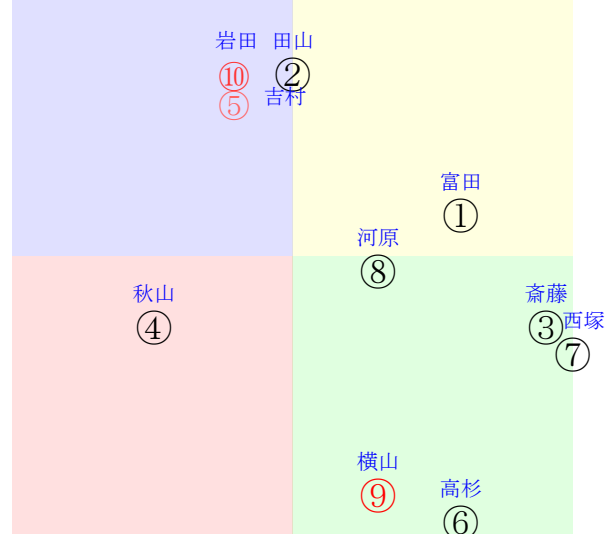 岩田 田山
⑩ ②
⑤ 吉村
富田
①
河原
⑧
秋山 斎藤
④ ③ 西塚
⑦
横山
⑨ 高杉
⑥